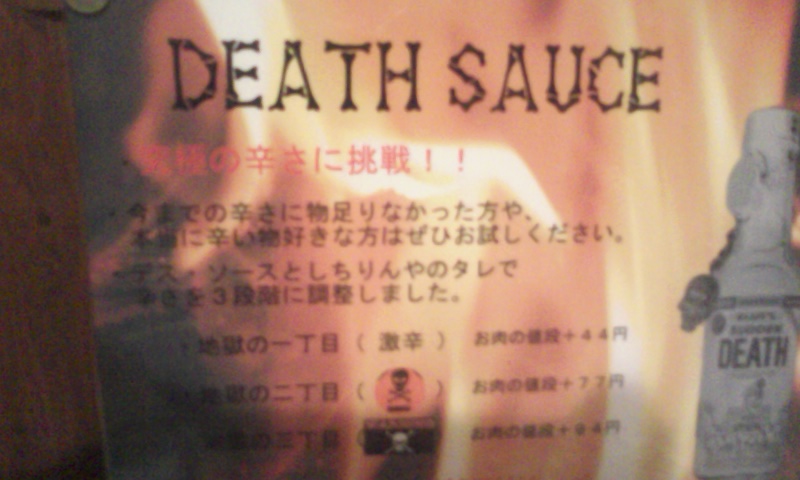 DEATH SAUCE
究極の辛さに挑戦！！
・今までの辛さに物足りなかった方や、
本当に辛い物好きな方はぜひお試しください。
・デス・ソースとしちりんやのタレで
辛さを３段階に調整しました。
・地獄の一丁目（ 激辛 ） お肉の値段＋４４円
地獄の二丁目（ ） お肉の値段＋７７円
地獄の三丁目（ お肉の値段＋９４円
SUDDEN
DEATH